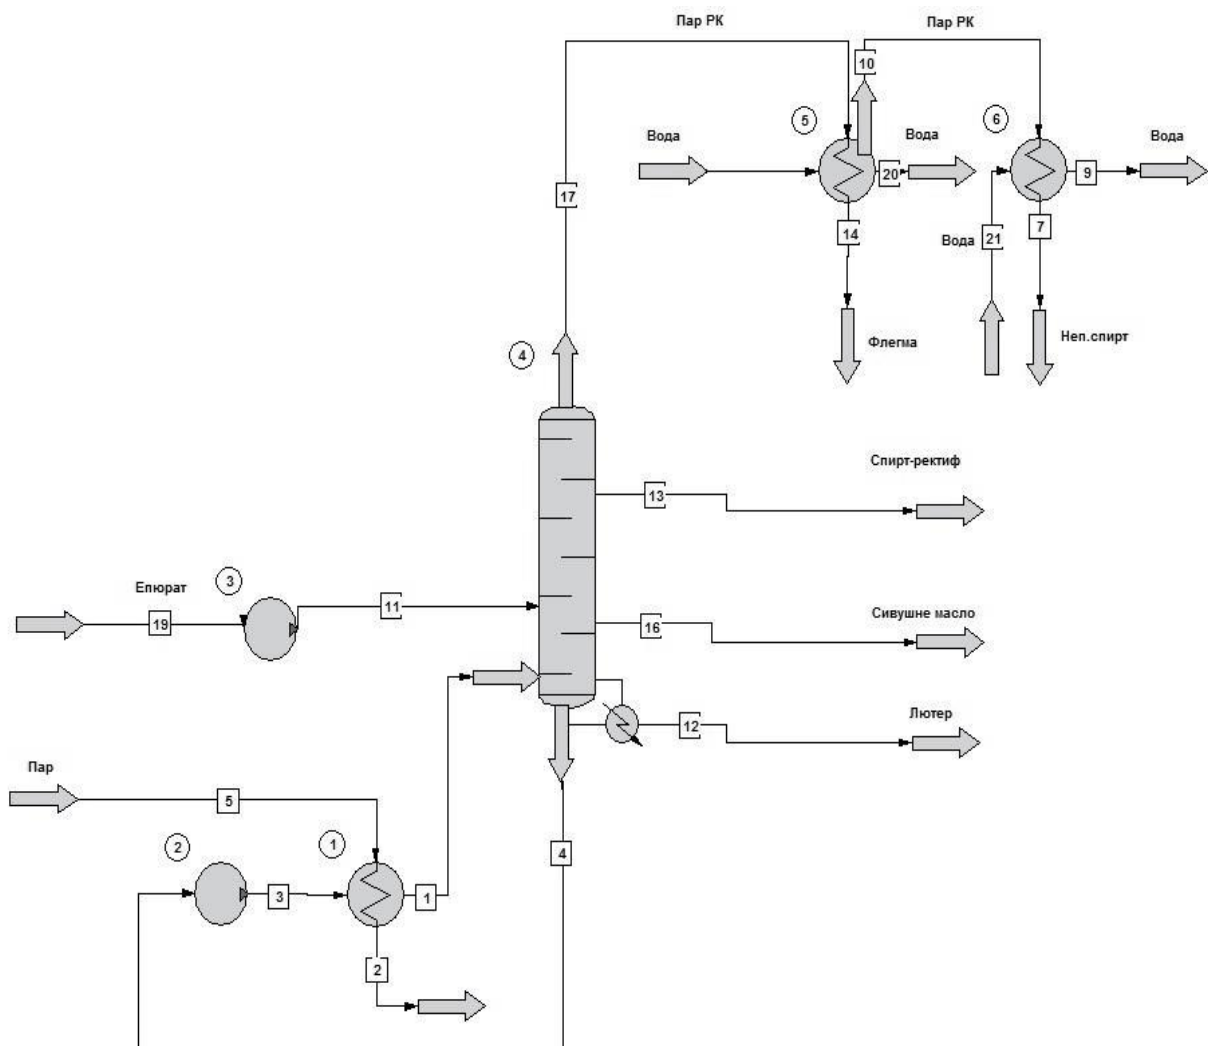 Пар РК
Пар РК
10
5
6
Вода
Вода
Вода
20
9
17
14
Вода
21
7
4
Флегма
Неп.спирт
Спирт-ректиф
13
Епюрат
3
11
19
Сивушне масло
16
Лютер
12
Пар
5
2
1
4
3
1
2